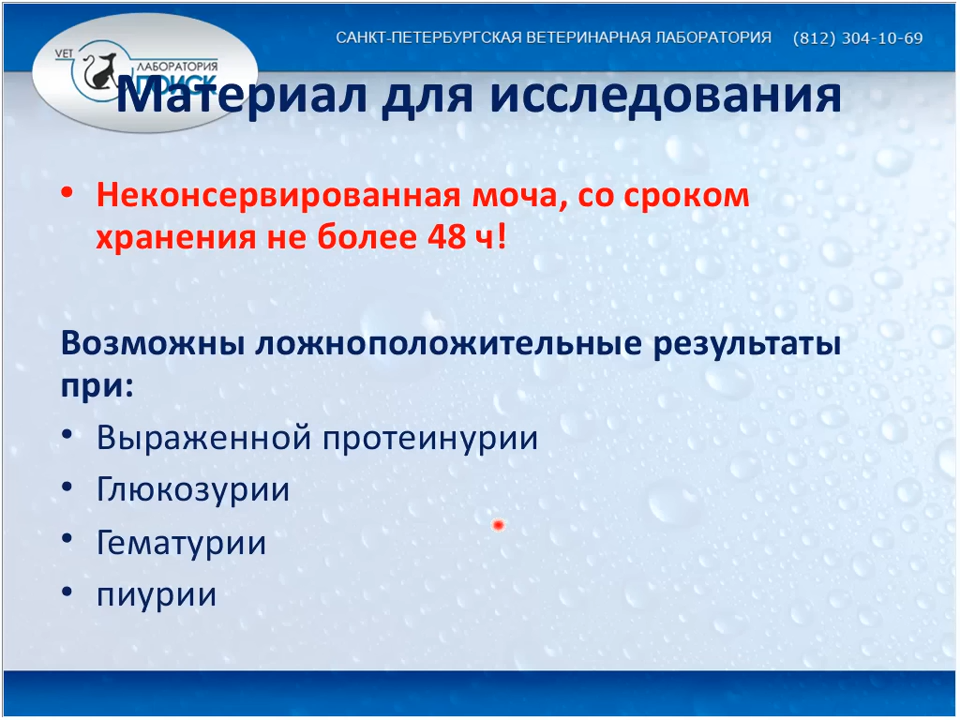 САНКТ-ПЕТЕРБУРГСКАЯ ВЕТЕРИНАРНАЯ ЛАБОРАТОРИЯ (812) 304-10-69
VET
ЛАБОРАТОРИЯ
ПОИСК
Материал для исследования
• Неконсервированная моча, со сроком
хранения не более 48 ч!
Возможны ложноположительные результаты
при:
• Выраженной протеинурии
• Глюкозурии
• Гематурии
• пиурии